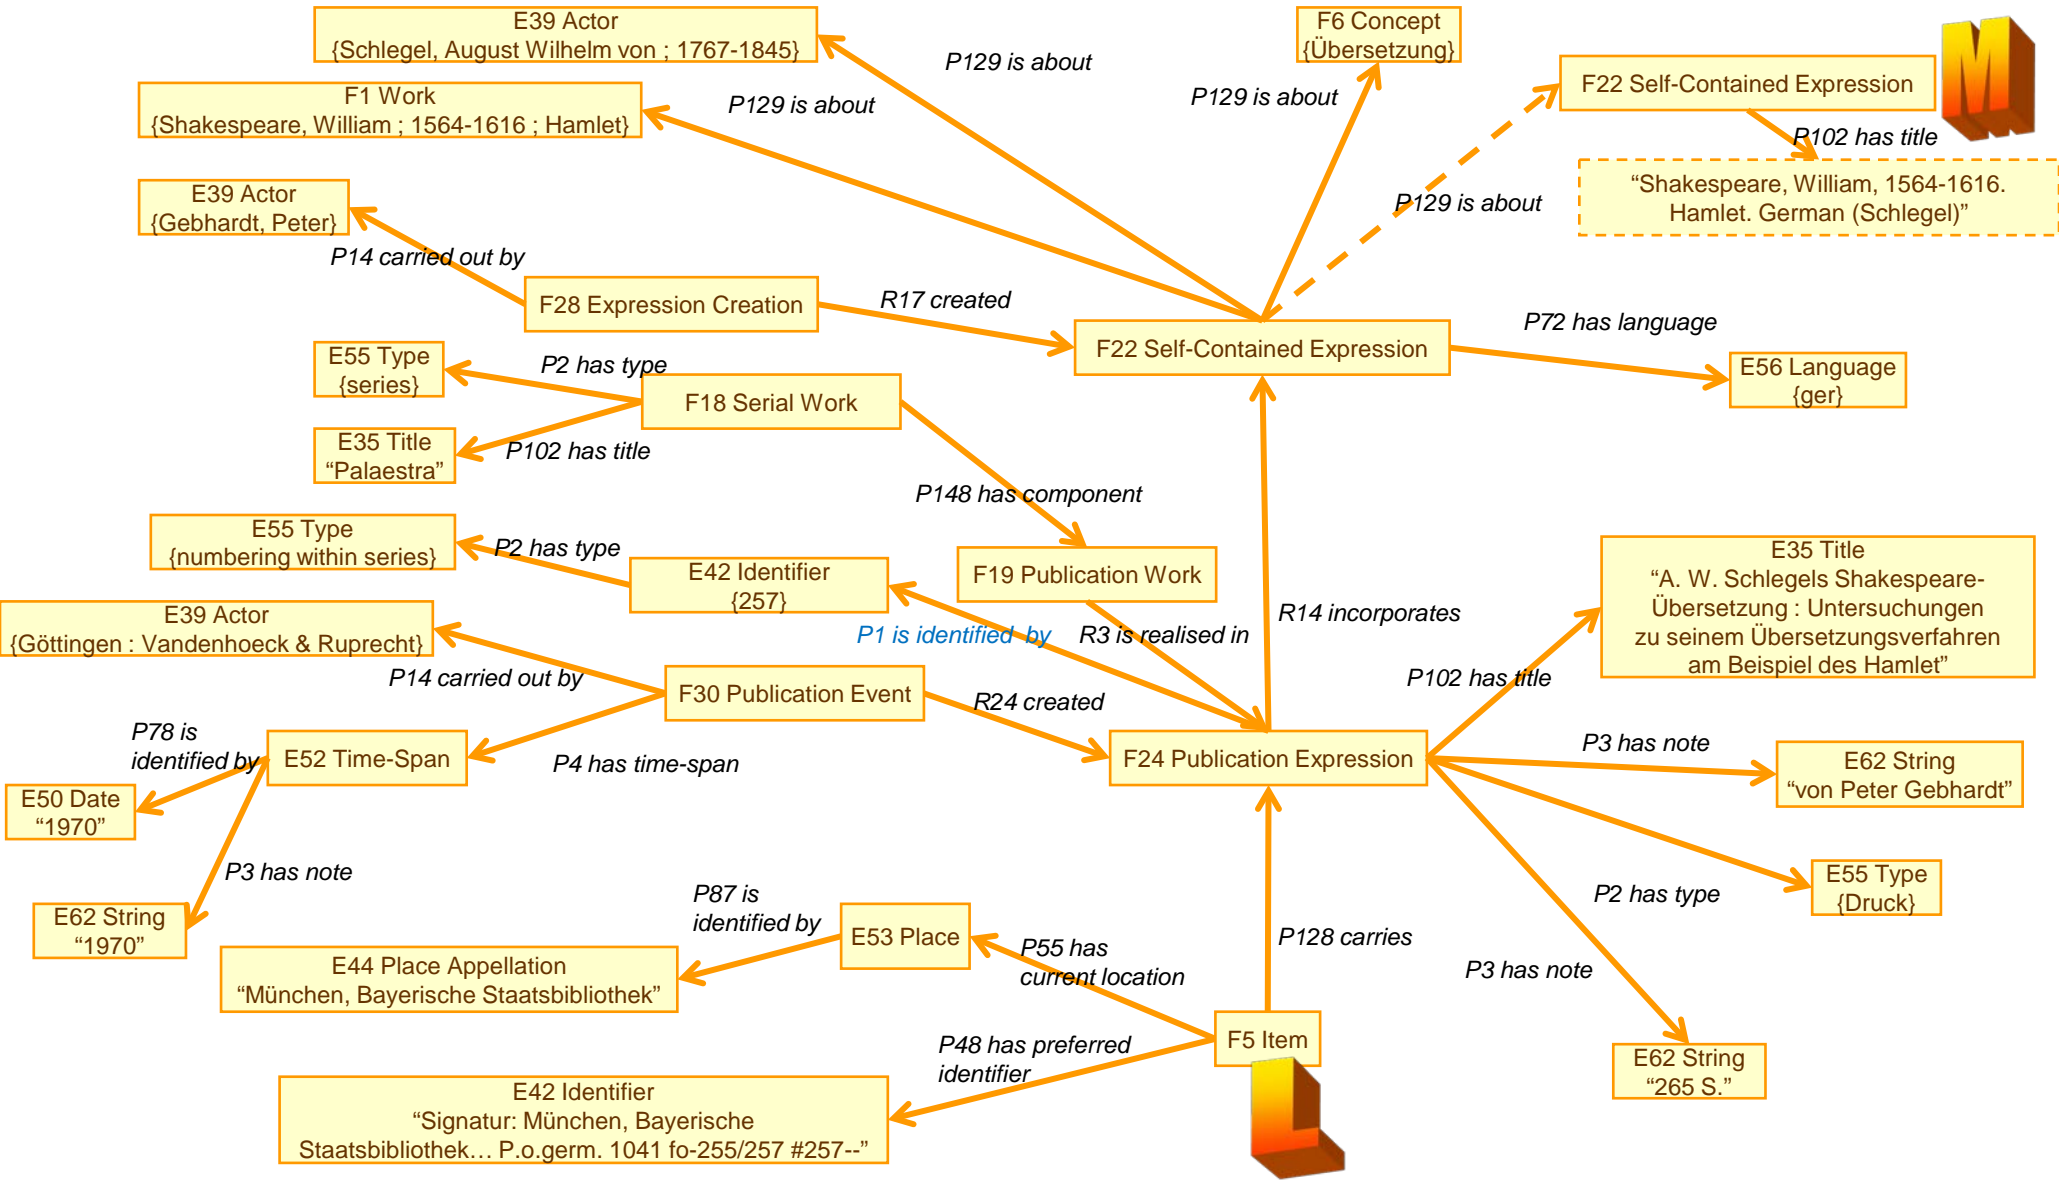 E39 Actor
{Schlegel, August Wilhelm von ; 1767-1845}
P129 is about
F6 Concept
{Übersetzung}
F22 Self-Contained Expression
M
F1 Work
{Shakespeare, William ; 1564-1616 ; Hamlet}
P129 is about
P129 is about
P102 has title
“Shakespeare, William, 1564-1616.
Hamlet. German (Schlegel)”
P129 is about
E39 Actor
{Gebhardt, Peter}
P14 carried out by
F28 Expression Creation
R17 created
F22 Self-Contained Expression
P72 has language
E56 Language
{ger}
E55 Type
{series}
P2 has type
F18 Serial Work
E35 Title
“Palaestra”
P102 has title
P148 has component
E55 Type
{numbering within series}
P2 has type
E42 Identifier
{257}
F19 Publication Work
P1 is identified  by
R3 is realised in
R14 incorporates
E35 Title
“A. W. Schlegels Shakespeare-
Übersetzung : Untersuchungen
zu seinem Übersetzungsverfahren
am Beispiel des Hamlet”
P102 has title
E39 Actor
{Göttingen : Vandenhoeck & Ruprecht}
P14 carried out by
F30 Publication Event
R24 created
P78 is
identified by
E52 Time-Span
P4 has time-span
F24 Publication Expression
P3 has note
E62 String
“von Peter Gebhardt”
E50 Date
“1970”
P3 has note
E62 String
“1970”
P2 has type
E55 Type
{Druck}
P87 is
identified by
E53 Place
P55 has
current location
P128 carries
P3 has note
E44 Place Appellation
“München, Bayerische Staatsbibliothek”
F5 Item
P48 has preferred
identifier
E62 String
“265 S.”
E42 Identifier
“Signatur: München, Bayerische
Staatsbibliothek… P.o.germ. 1041 fo-255/257 #257--”
L